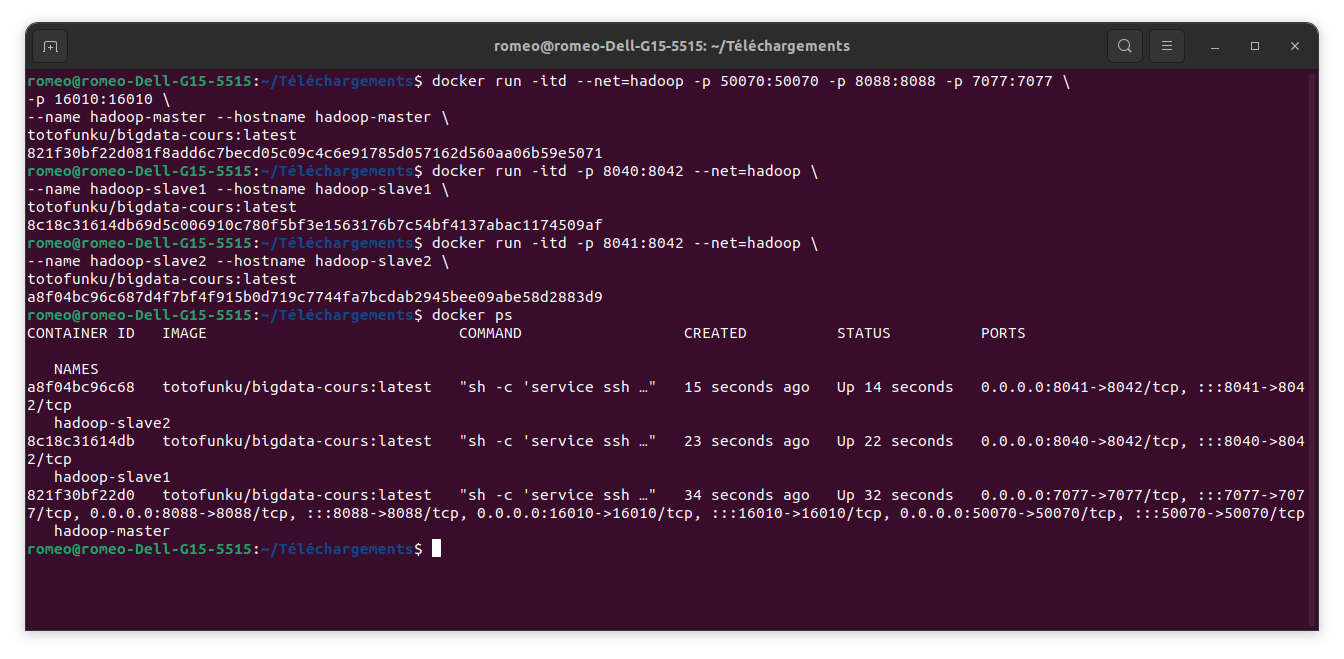 romeo@romeo-Dell-G15-5515: ~/Téléchargements
romeo@romeo-Dell-G15-5515:~/Téléchargements$ docker run -itd --net=hadoop -p 50070:50070 -p 8088:8088 -p 7077:7077 \
-p 16010:16010 \
--name hadoop-master --hostname hadoop-master \
totofunku/bigdata-cours:latest
821f30bf22d081f8add6c7becd05c09c4c6e91785d057162d560aa06b59e5071
romeo@romeo-Dell-G15-5515:~/Téléchargements$ docker run -itd -p 8040:8042 --net=hadoop \
--name hadoop-slave1 --hostname hadoop-slave1 \
totofunku/bigdata-cours:latest
8c18c31614db69d5c006910c780f5bf3e1563176b7c54bf4137abac1174509af
romeo@romeo-Dell-G15-5515:~/Téléchargements$ docker run -itd -p 8041:8042 --net=hadoop \
--name hadoop-slave2 --hostname hadoop-slave2 \
totofunku/bigdata-cours:latest
a8f04bc96c687d4f7bf4f915b0d719c7744fa7bcdab2945bee09abe58d2883d9
romeo@romeo-Dell-G15-5515:~/Téléchargements$ docker ps
CONTAINER ID   IMAGE                            COMMAND                  CREATED          STATUS          PORTS
   NAMES
a8f04bc96c68   totofunku/bigdata-cours:latest   "sh -c 'service ssh …"   15 seconds ago   Up 14 seconds   0.0.0.0:8041->8042/tcp, :::8041->804
2/tcp
   hadoop-slave2
8c18c31614db   totofunku/bigdata-cours:latest   "sh -c 'service ssh …"   23 seconds ago   Up 22 seconds   0.0.0.0:8040->8042/tcp, :::8040->804
2/tcp
   hadoop-slave1
821f30bf22d0   totofunku/bigdata-cours:latest   "sh -c 'service ssh …"   34 seconds ago   Up 32 seconds   0.0.0.0:7077->7077/tcp, :::7077->707
7/tcp, 0.0.0.0:8088->8088/tcp, :::8088->8088/tcp, 0.0.0.0:16010->16010/tcp, :::16010->16010/tcp, 0.0.0.0:50070->50070/tcp, :::50070->50070/tcp
   hadoop-master
romeo@romeo-Dell-G15-5515:~/Téléchargements$